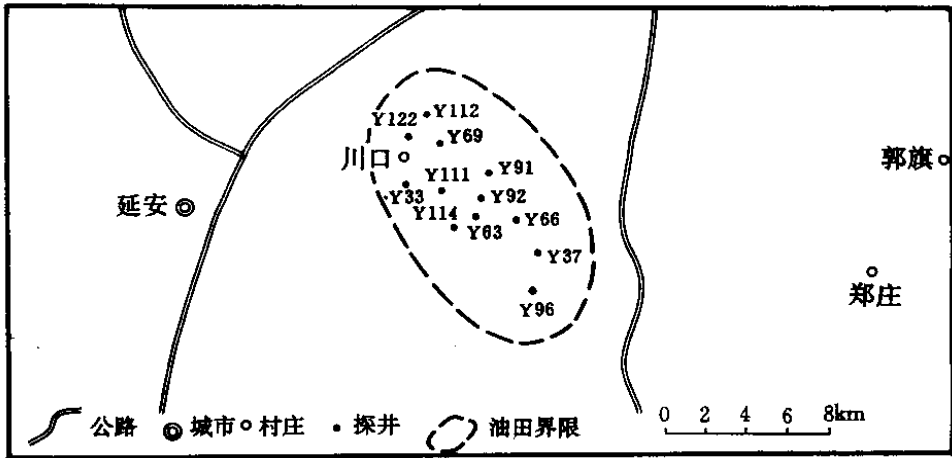 Y112
Y122
Y69
川口
Y91
郭旗
Y111
Y33
Y92
延安
Y114
Y63
Y66
Y37
郑庄
Y96
公路 城市 村庄 探井 油田界限
0 2 4 6 8km